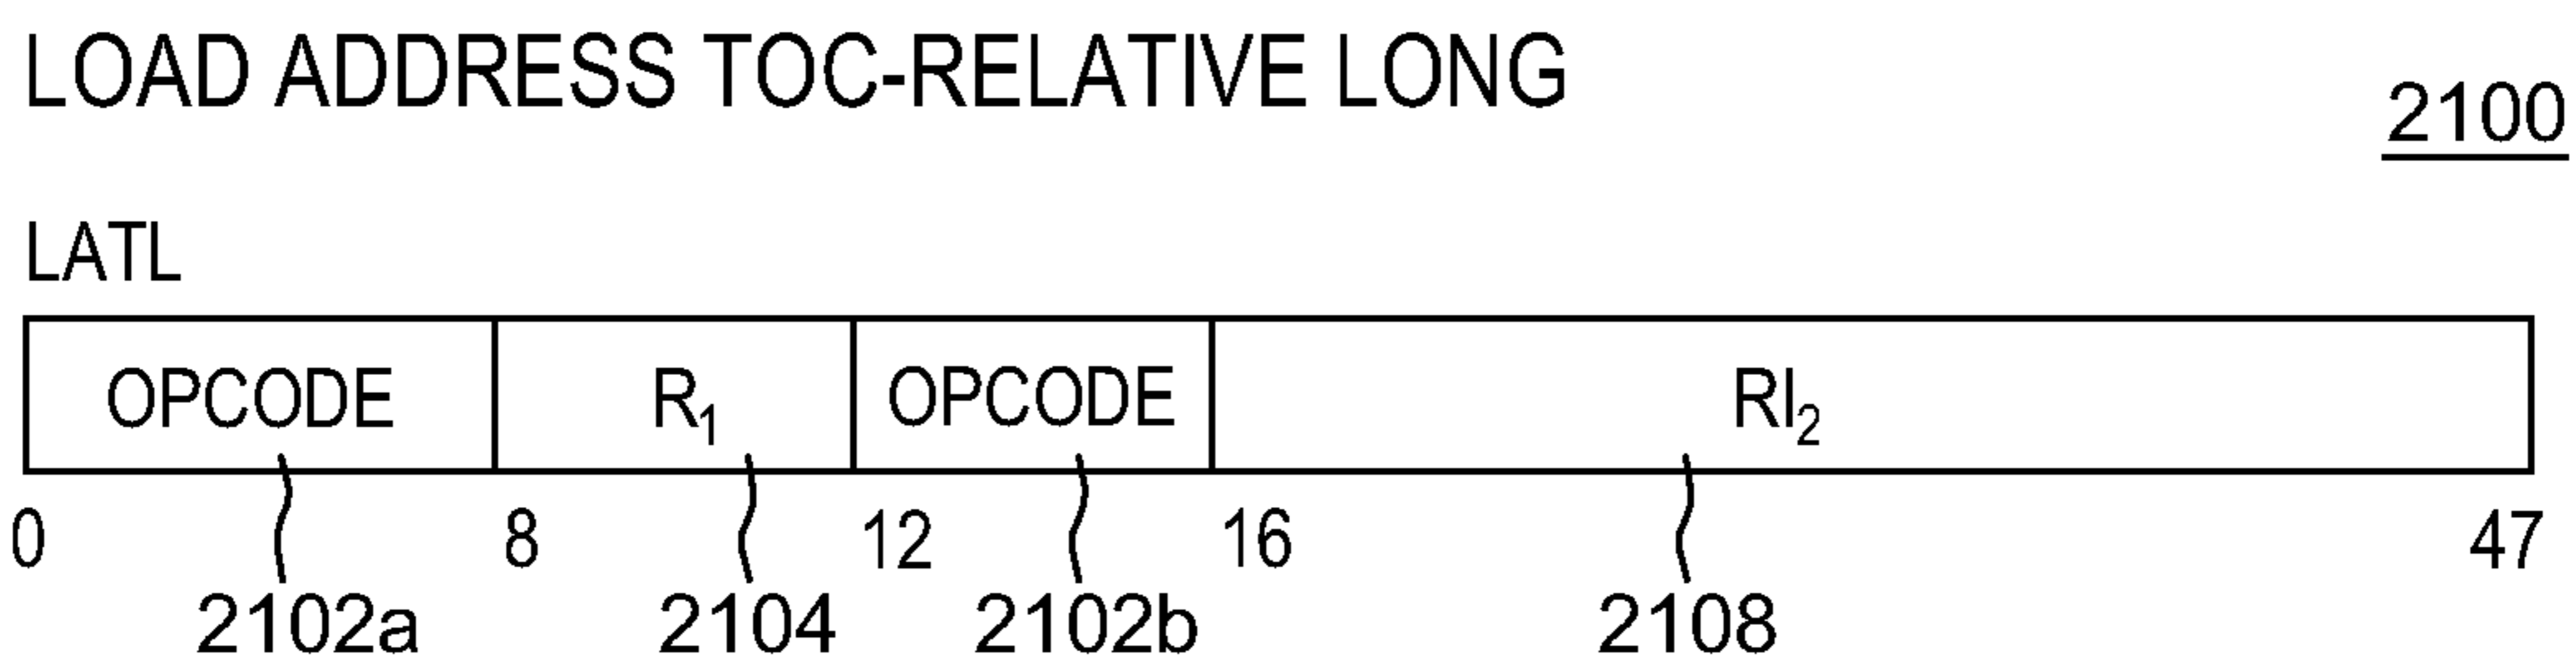 LOAD ADDRESS TOC-RELATIVE LONG
2100
LATL
OPCODE R₁ OPCODE RI₂
0 8 12 16 47
2102a 2104 2102b 2108